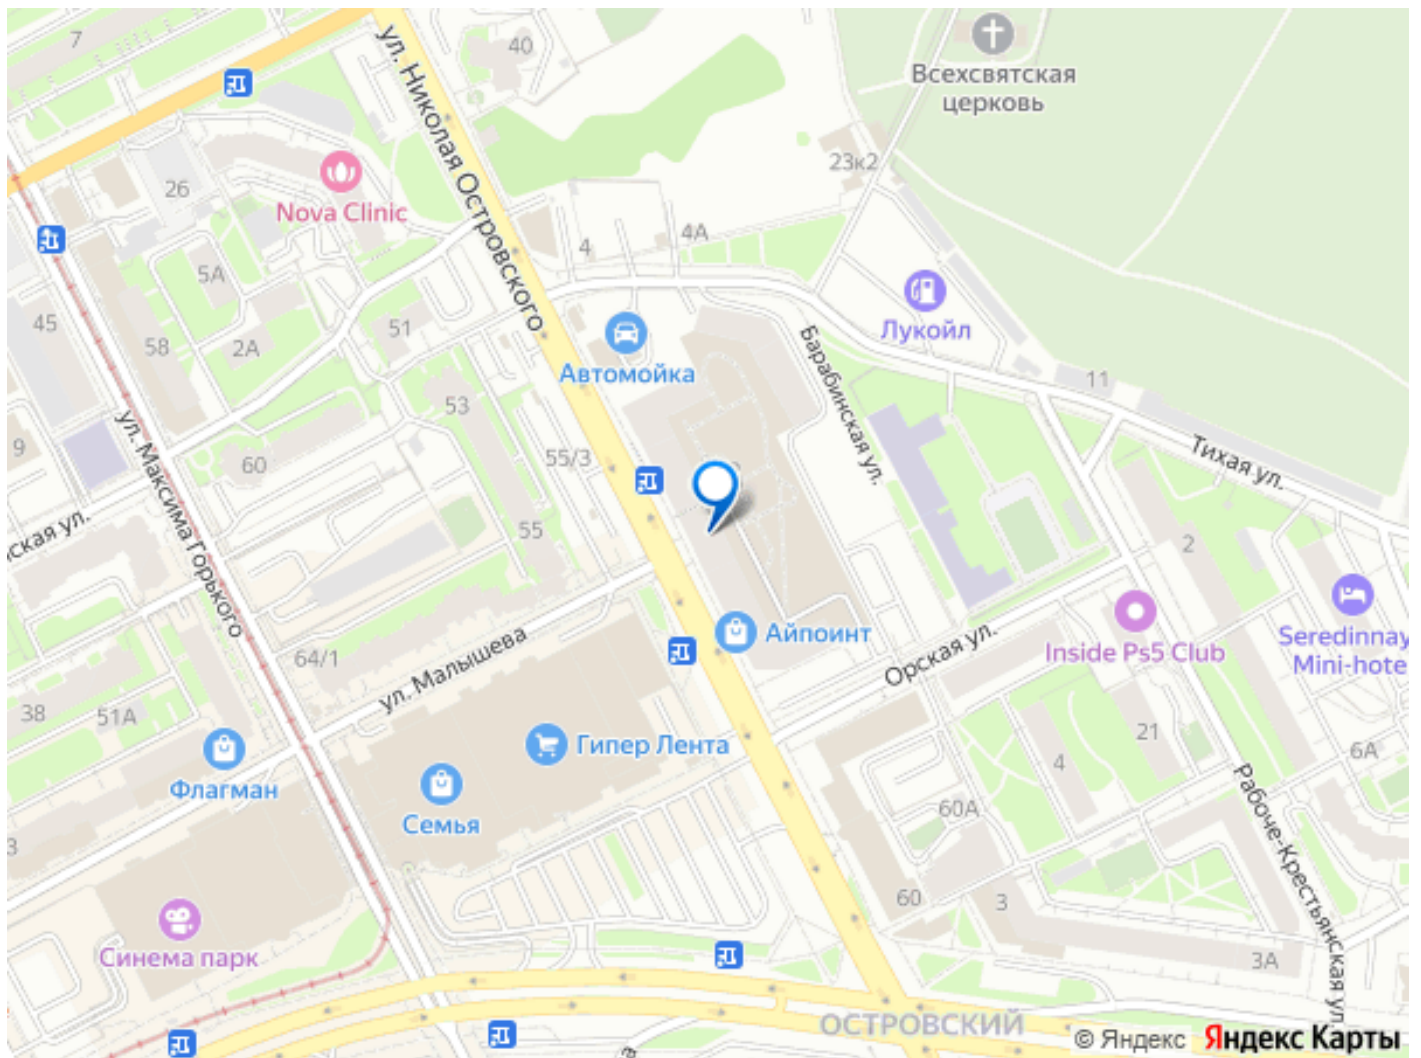 7
40
Всехсвятская
церковь
ул. Николая Островского
23к2
26
Nova Clinic
4
4А
5А
45
58
2А
51
Автомойка
Лукойл
Барабинская ул.
11
53
9
60
55/3
Тихая ул.
ул. Максима Горького
ская ул.
55
2
64/1
ул. Малышева
Айпоинт
Орская ул.
Inside Ps5 Club
Seredinnay
Mini-hote
38
51А
Флагман
Гипер Лента
Семья
21
4
6А
60А
Рабоче-Крестьянская ул.
3
60
3
Синема парк
3А
ОСТРОВСКИЙ
© Яндекс Яндекс Карты